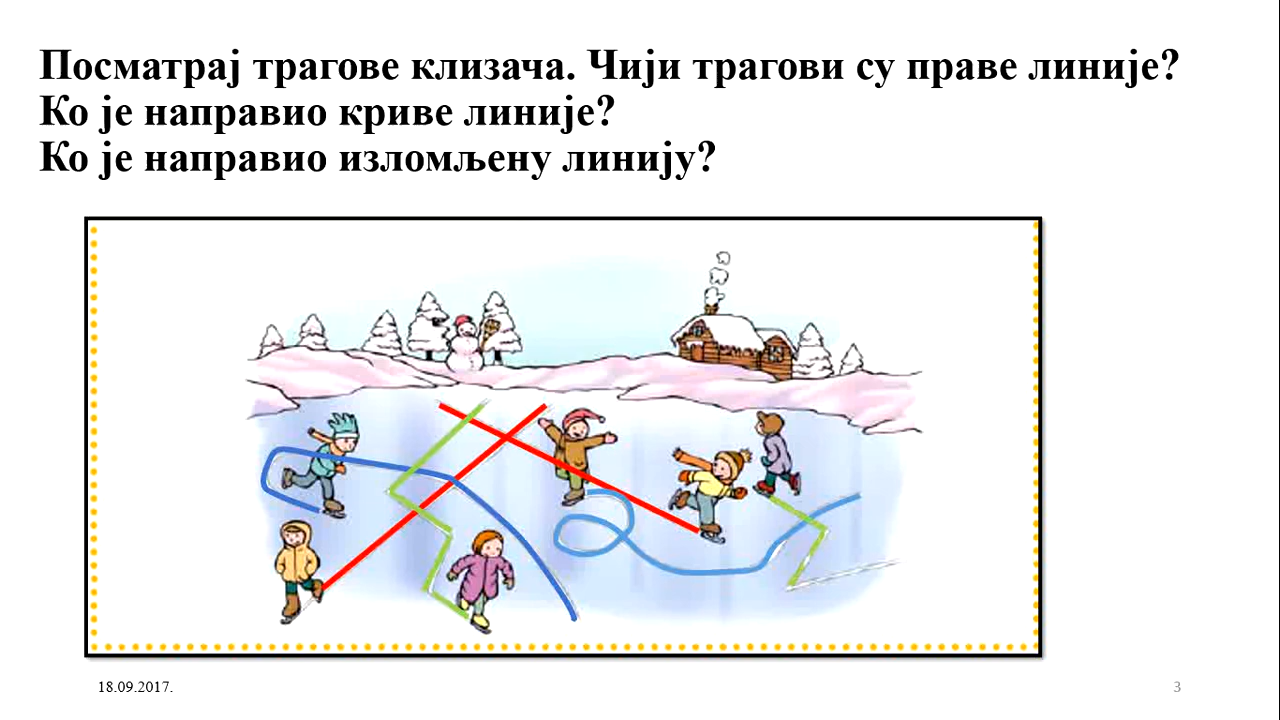 Посматрај трагове клизача. Чији трагови су праве линије?
Ко је направио криве линије?
Ко је направио изломљену линију?
18.09.2017.
3